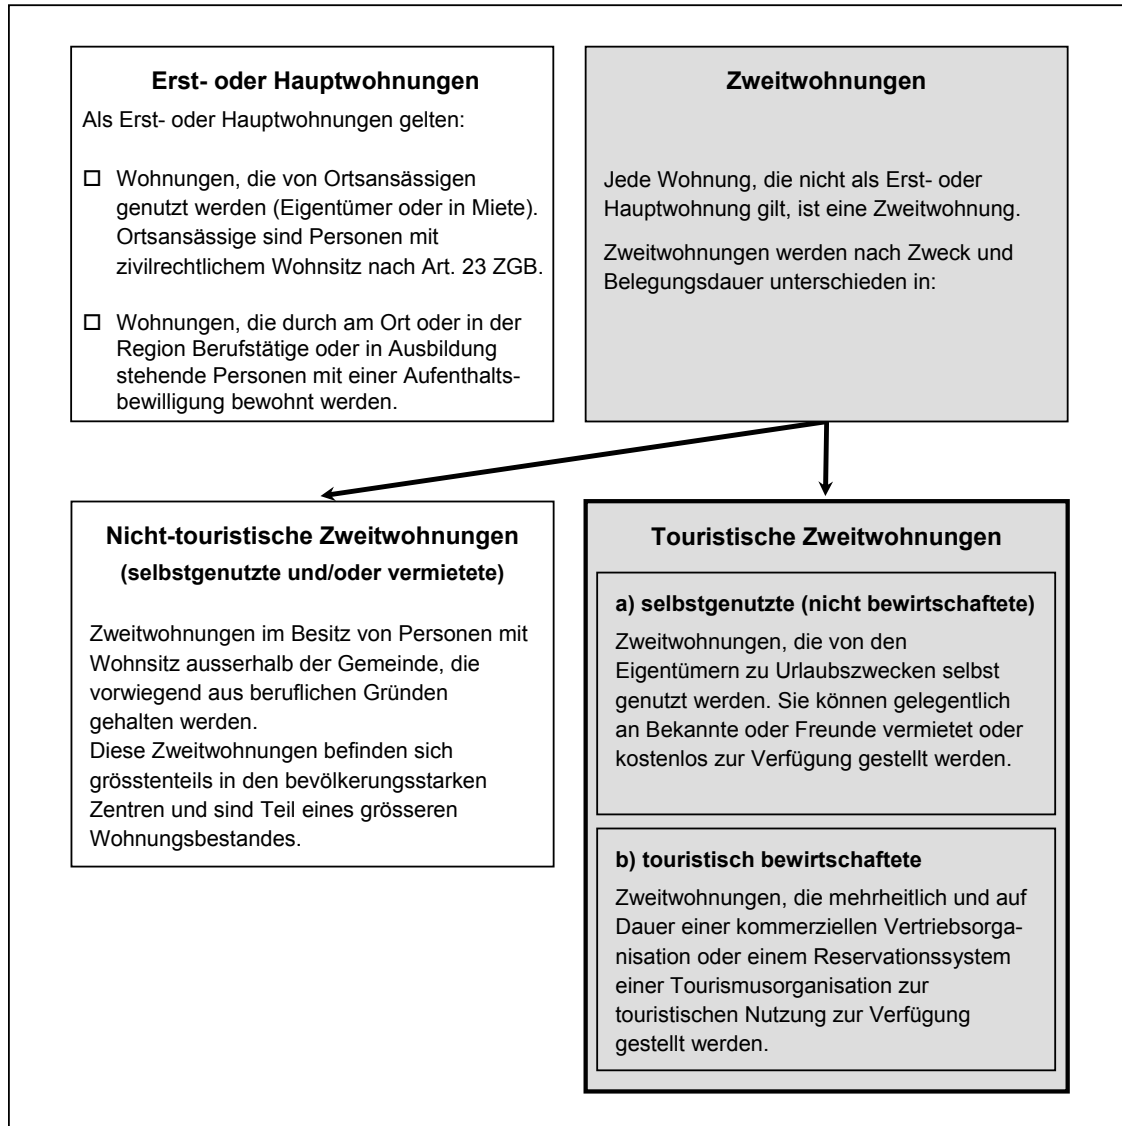 Erst- oder Hauptwohnungen
Als Erst- oder Hauptwohnungen gelten:
Wohnungen, die von Ortsansässigen
genutzt werden (Eigentümer oder in Miete).
Ortsansässige sind Personen mit
zivilrechtlichem Wohnsitz nach Art. 23 ZGB.
Wohnungen, die durch am Ort oder in der
Region Berufstätige oder in Ausbildung
stehende Personen mit einer Aufenthalts-
bewilligung bewohnt werden.
Zweitwohnungen
Jede Wohnung, die nicht als Erst- oder
Hauptwohnung gilt, ist eine Zweitwohnung.
Zweitwohnungen werden nach Zweck und
Belegungsdauer unterschieden in:
Nicht-touristische Zweitwohnungen
(selbstgenutzte und/oder vermietete)
Zweitwohnungen im Besitz von Personen mit
Wohnsitz ausserhalb der Gemeinde, die
vorwiegend aus beruflichen Gründen
gehalten werden.
Diese Zweitwohnungen befinden sich
grösstenteils in den bevölkerungsstarken
Zentren und sind Teil eines grösseren
Wohnungsbestandes.
Touristische Zweitwohnungen
a) selbstgenutzte (nicht bewirtschaftete)
Zweitwohnungen, die von den
Eigentümern zu Urlaubszwecken selbst
genutzt werden. Sie können gelegentlich
an Bekannte oder Freunde vermietet oder
kostenlos zur Verfügung gestellt werden.
b) touristisch bewirtschaftete
Zweitwohnungen, die mehrheitlich und auf
Dauer einer kommerziellen Vertriebsorga-
nisation oder einem Reservationssystem
einer Tourismusorganisation zur
touristischen Nutzung zur Verfügung
gestellt werden.